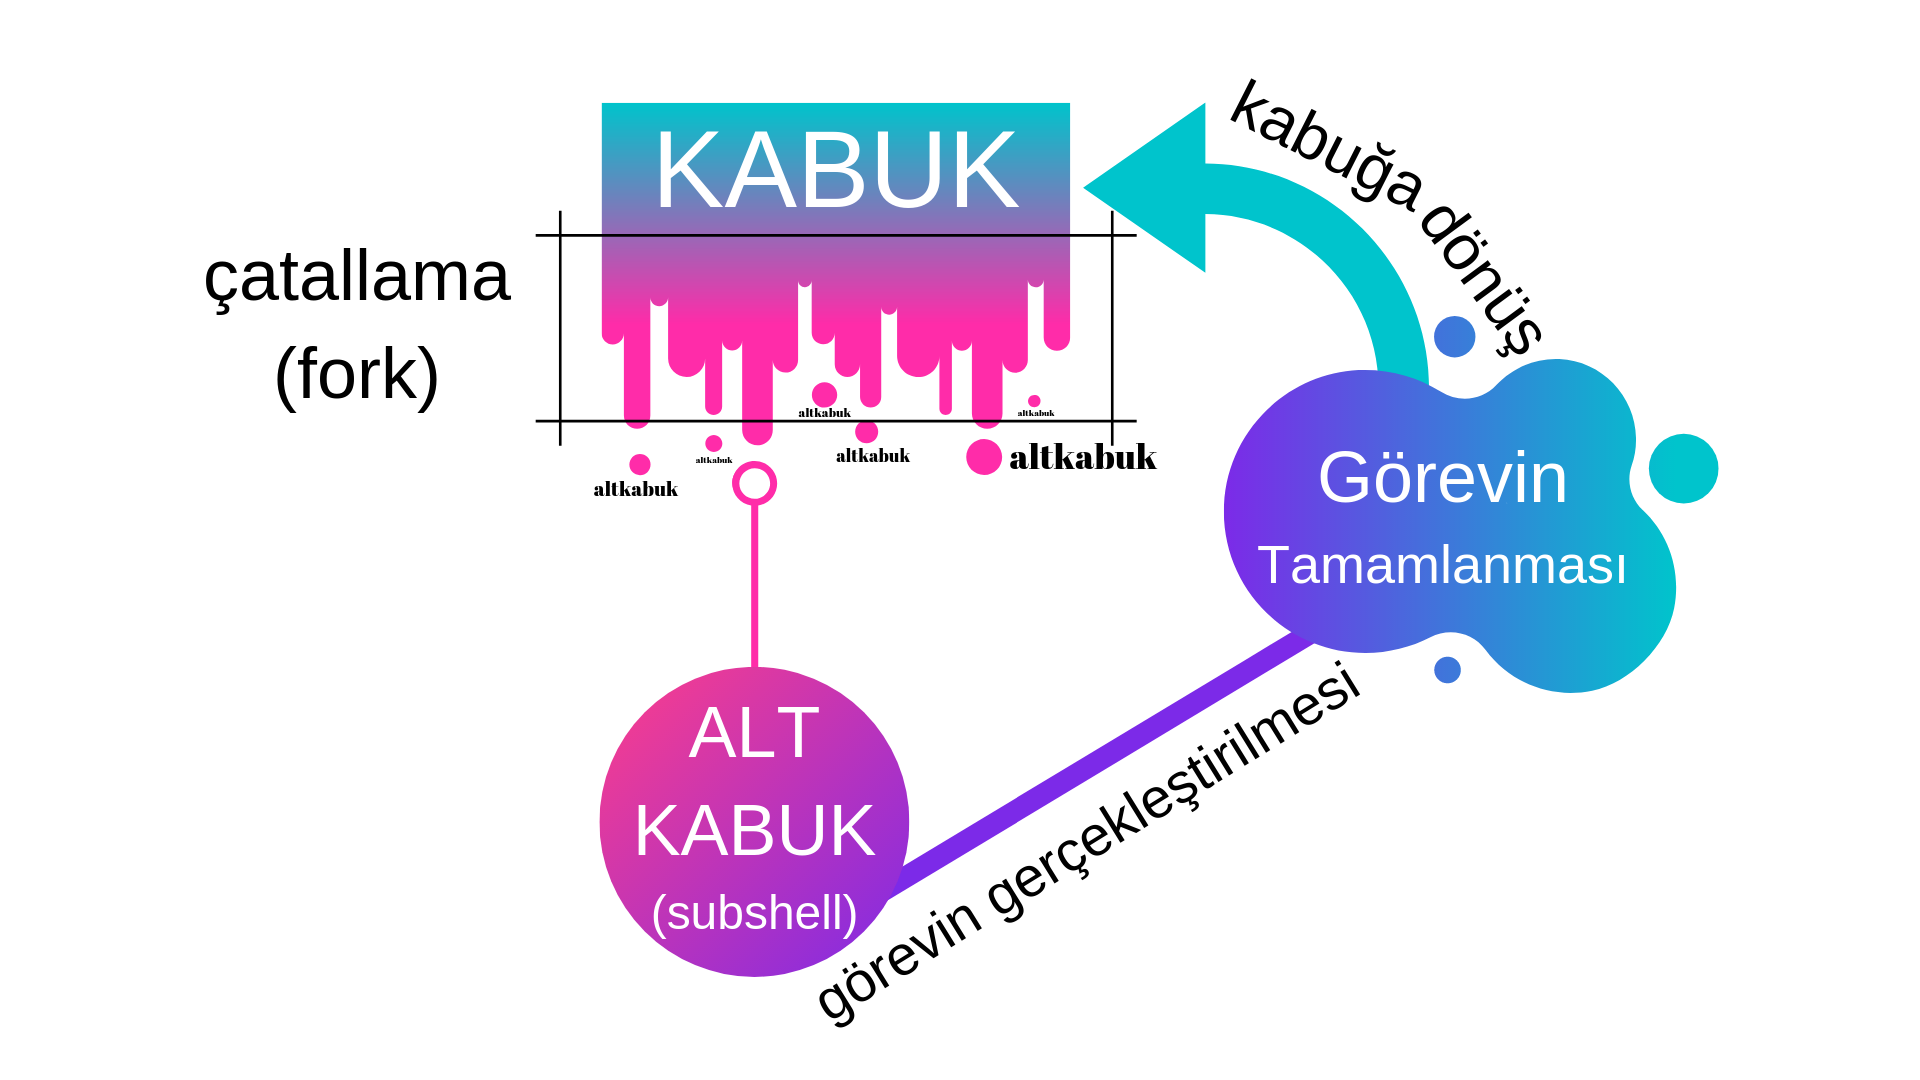 KABUK
kabuğa dönüş
çatallama
(fork)
altkabuk
altkabuk
altkabuk
altkabuk
altkabuk
altkabuk
Görevin
Tamamlanması
ALT
KABUK
(subshell)
görevin gerçekleştirilmesi